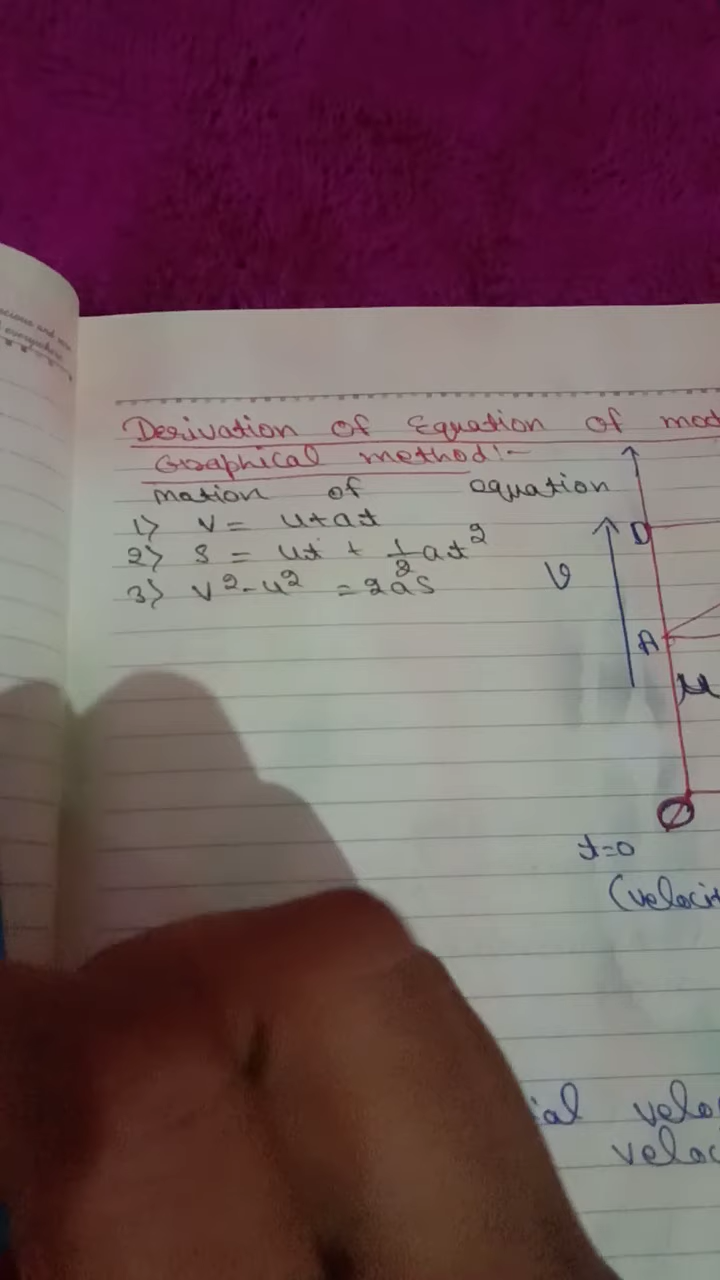 Derivation of Equation of
Graphical method:-
mation of equation
1) v = u+at
2) s = ut + 1/2 at²
3) v²-u² = 2as
D
v
A
u
O
t=0
(veloci
ial velo
veloc